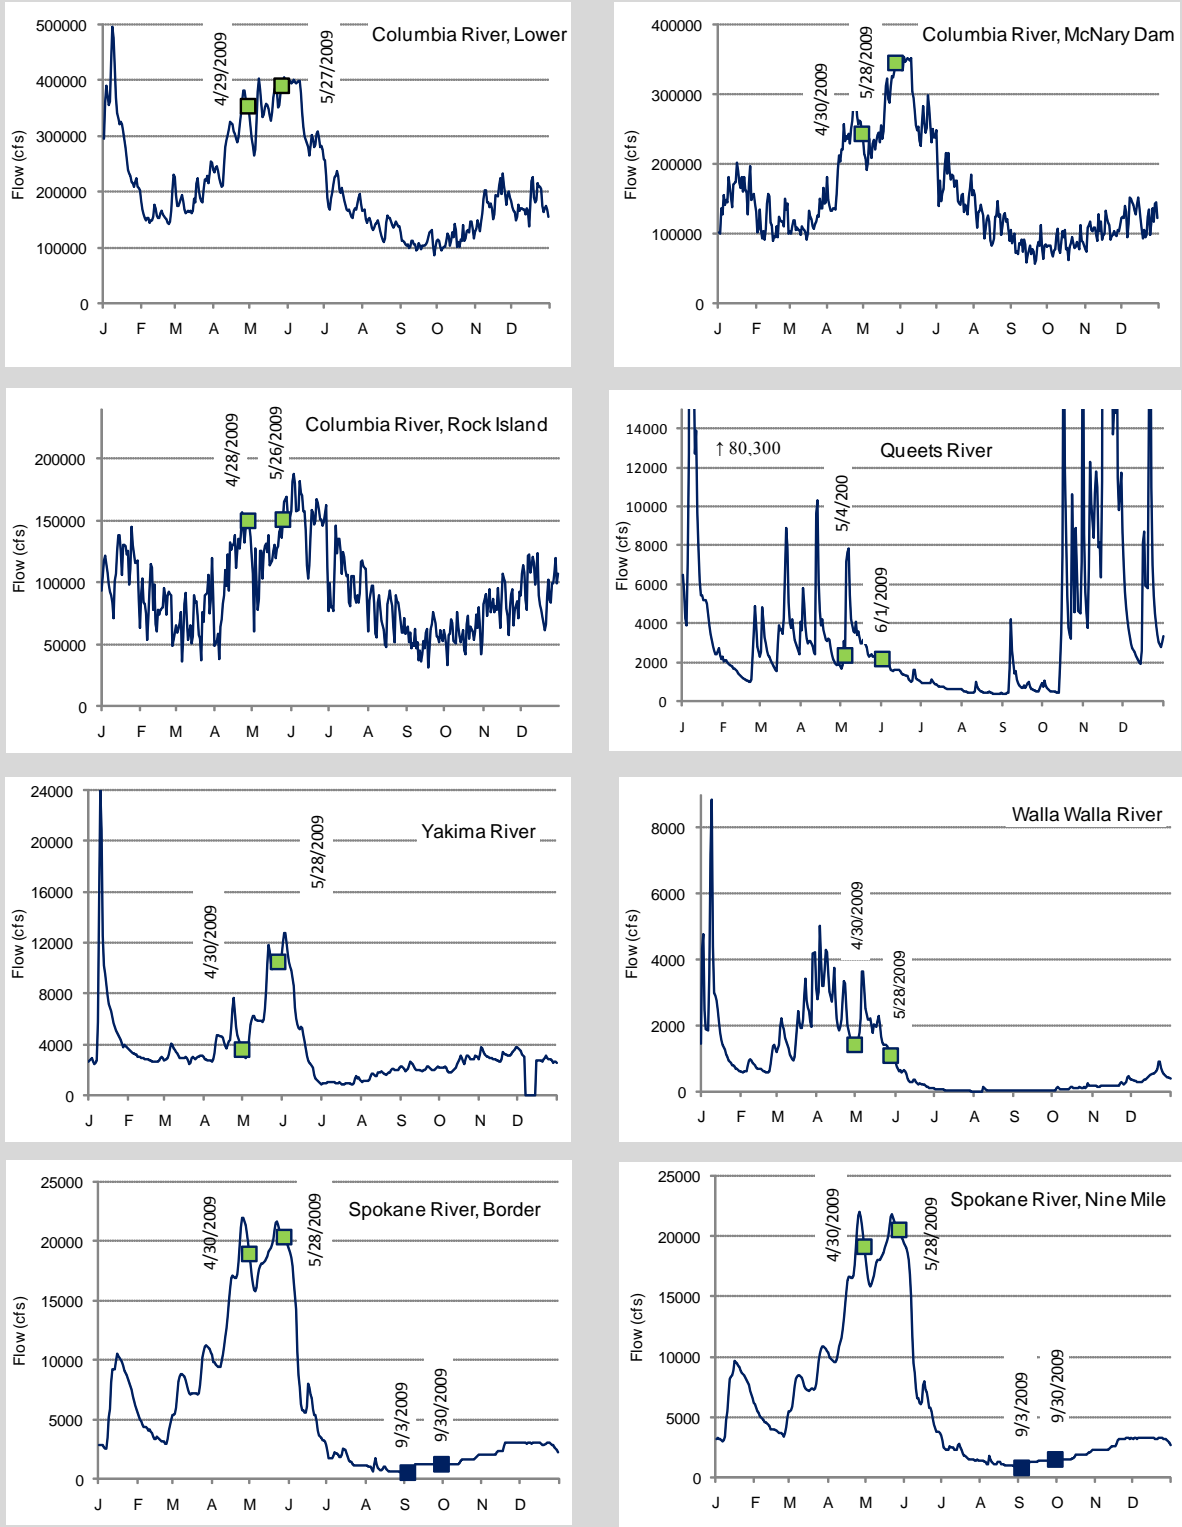 Columbia River, Lower
4/29/2009
5/27/2009
Flow (cfs)
500000
400000
300000
200000
100000
0
J F M A M J J A S O N D
Columbia River, McNary Dam
4/30/2009
5/28/2009
Flow (cfs)
400000
300000
200000
100000
0
J F M A M J J A S O N D
Columbia River, Rock Island
4/28/2009
5/26/2009
Flow (cfs)
200000
150000
100000
50000
0
J F M A M J J A S O N D
Queets River
↑ 80,300
5/4/200
6/1/2009
Flow (cfs)
14000
12000
10000
8000
6000
4000
2000
0
J F M A M J J A S O N D
Yakima River
4/30/2009
5/28/2009
Flow (cfs)
24000
20000
16000
12000
8000
4000
0
J F M A M J J A S O N D
Walla Walla River
4/30/2009
5/28/2009
Flow (cfs)
8000
6000
4000
2000
0
J F M A M J J A S O N D
Spokane River, Border
4/30/2009
5/28/2009
9/3/2009
9/30/2009
Flow (cfs)
25000
20000
15000
10000
5000
0
J F M A M J J A S O N D
Spokane River, Nine Mile
4/30/2009
5/28/2009
9/3/2009
9/30/2009
Flow (cfs)
25000
20000
15000
10000
5000
0
J F M A M J J A S O N D